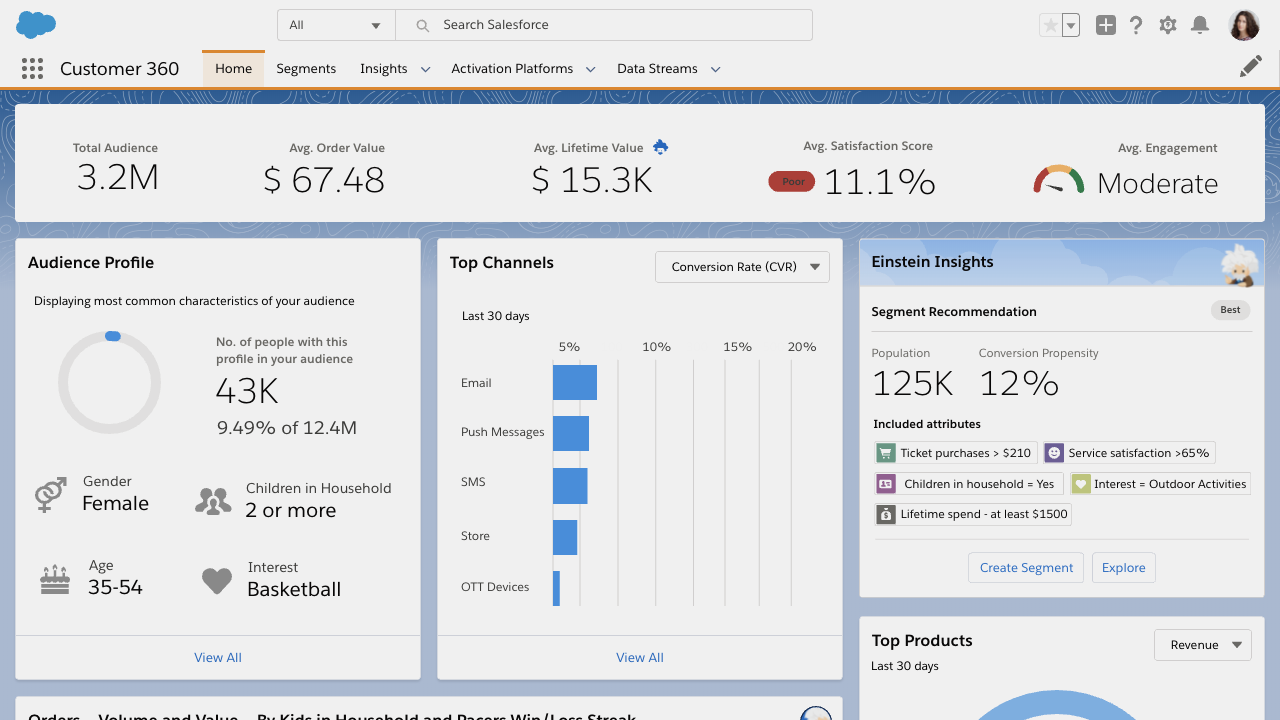 All
Search Salesforce
Customer 360
Home
Segments
Insights
Activation Platforms
Data Streams
Total Audience
3.2M
Avg. Order Value
$ 67.48
Avg. Lifetime Value
$ 15.3K
Avg. Satisfaction Score
Poor
11.1%
Avg. Engagement
Moderate
Audience Profile
Displaying most common characteristics of your audience
No. of people with this
profile in your audience
43K
9.49% of 12.4M
Gender
Female
Children in Household
2 or more
Age
35-54
Interest
Basketball
View All
Top Channels
Conversion Rate (CVR)
Last 30 days
5% 10% 15% 20%
Email
Push Messages
SMS
Store
OTT Devices
View All
Einstein Insights
Segment Recommendation
Best
Population
125K
Conversion Propensity
12%
Included attributes
Ticket purchases > $210
Service satisfaction >65%
Children in household = Yes
Interest = Outdoor Activities
Lifetime spend - at least $1500
Create Segment
Explore
Top Products
Revenue
Last 30 days
Orders – Volume and Value – By Kids in Household and Pacers Win/Loss Streak